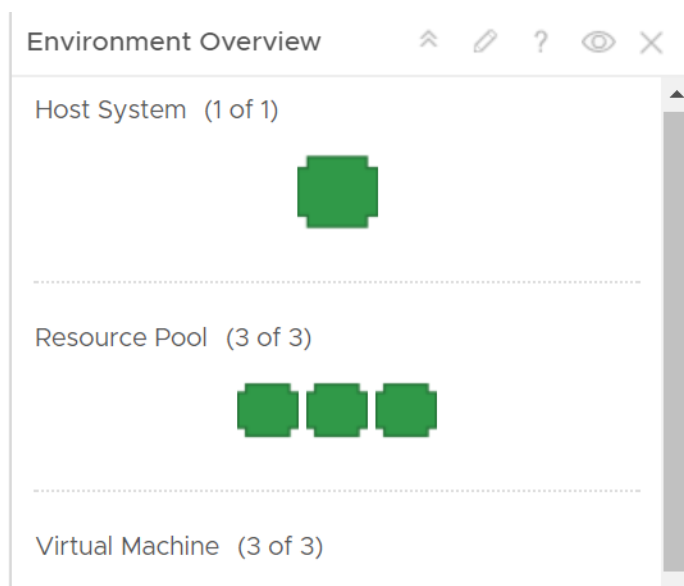 Environment Overview ?
Host System (1 of 1)
Resource Pool (3 of 3)
Virtual Machine (3 of 3)